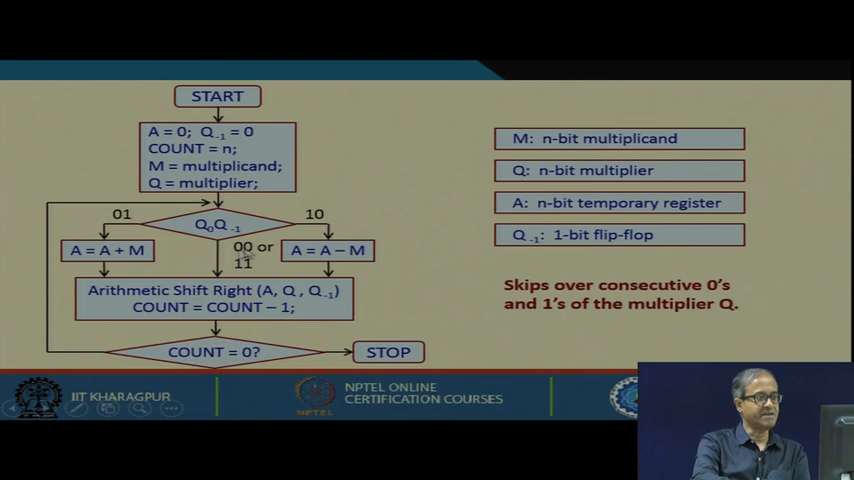 START
A = 0; Q₋₁ = 0
COUNT = n;
M = multiplicand;
Q = multiplier;
Q₀Q₋₁
01
10
00 or
11
A = A + M
A = A – M
Arithmetic Shift Right (A, Q , Q₋₁)
COUNT = COUNT – 1;
COUNT = 0?
STOP
M: n-bit multiplicand
Q: n-bit multiplier
A: n-bit temporary register
Q₋₁: 1-bit flip-flop
Skips over consecutive 0's
and 1's of the multiplier Q.
IIT KHARAGPUR
NPTEL
NPTEL ONLINE
CERTIFICATION COURSES